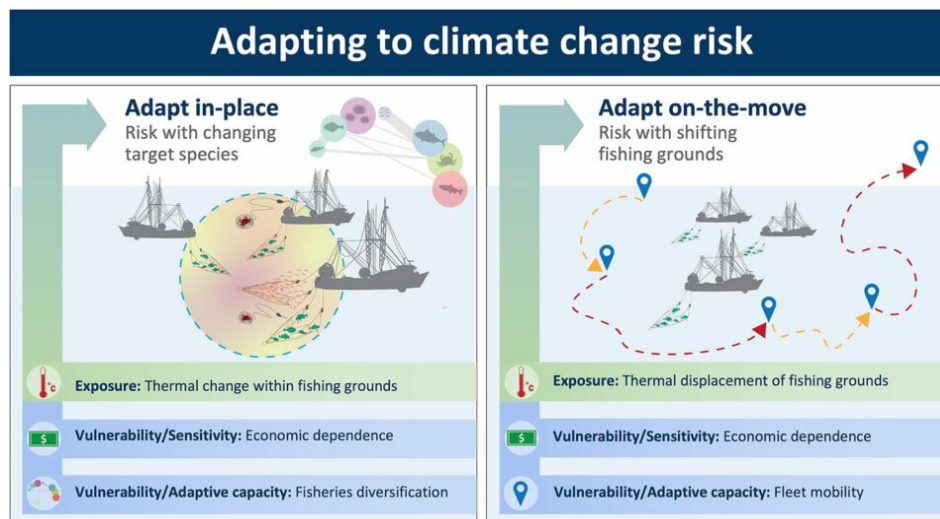 Adapting to climate change risk
Adapt in-place
Risk with changing
target species
Exposure: Thermal change within fishing grounds
Vulnerability/Sensitivity: Economic dependence
Vulnerability/Adaptive capacity: Fisheries diversification
Adapt on-the-move
Risk with shifting
fishing grounds
Exposure: Thermal displacement of fishing grounds
Vulnerability/Sensitivity: Economic dependence
Vulnerability/Adaptive capacity: Fleet mobility
°C
$
°C
$